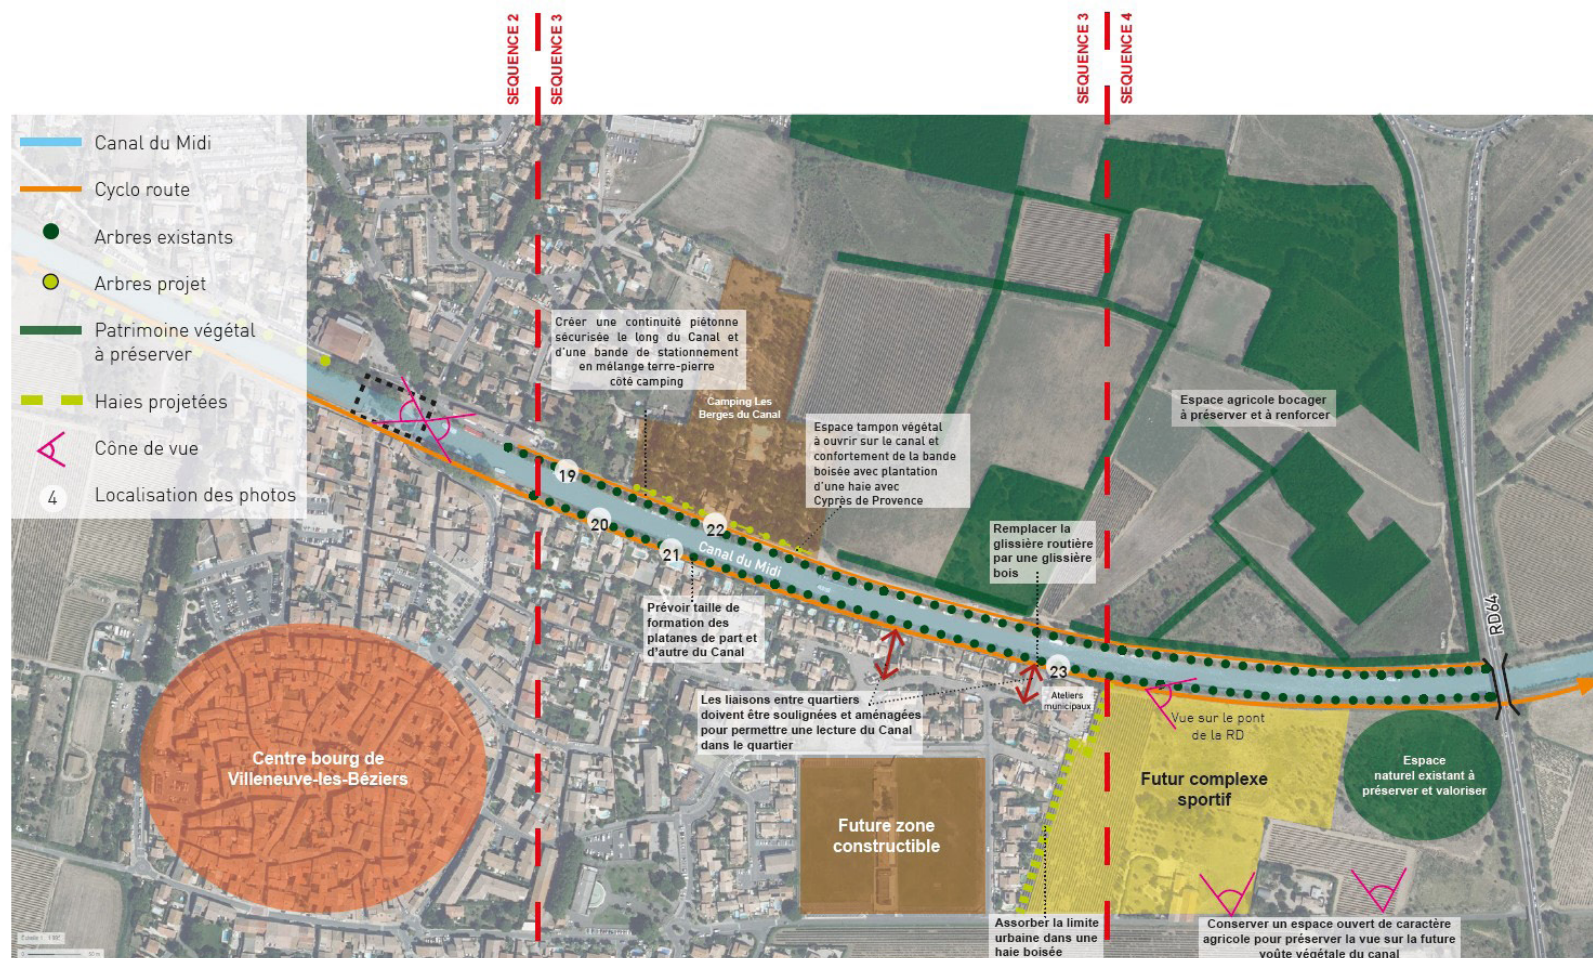 SEQUENCE 2
SEQUENCE 3
SEQUENCE 3
SEQUENCE 4
Canal du Midi
Cyclo route
Arbres existants
Arbres projet
Patrimoine végétal
à préserver
Haies projetées
Cône de vue
4
Localisation des photos
Créer une continuité piétonne
sécurisée le long du Canal et
d'une bande de stationnement
en mélange terre-pierre
côté camping
Camping Les
Berges du Canal
Espace tampon végétal
à ouvrir sur le canal et
confortement de la bande
boisée avec plantation
d'une haie avec
Cyprès de Provence
Espace agricole bocager
à préserver et à renforcer
19
20
21
22
Canal du Midi
Remplacer la
glissière routière
par une glissière
bois
Prévoir taille de
formation des
platanes de part et
d'autre du Canal
RD64
23
Ateliers
municipaux
Les liaisons entre quartiers
doivent être soulignées et aménagées
pour permettre une lecture du Canal
dans le quartier
Vue sur le pont
de la RD
Centre bourg de
Villeneuve-les-Béziers
Futur complexe
sportif
Espace
naturel existant à
préserver et valoriser
Future zone
constructible
Assorber la limite
urbaine dans une
haie boisée
Conserver un espace ouvert de caractère
agricole pour préserver la vue sur la future
voûte végétale du canal